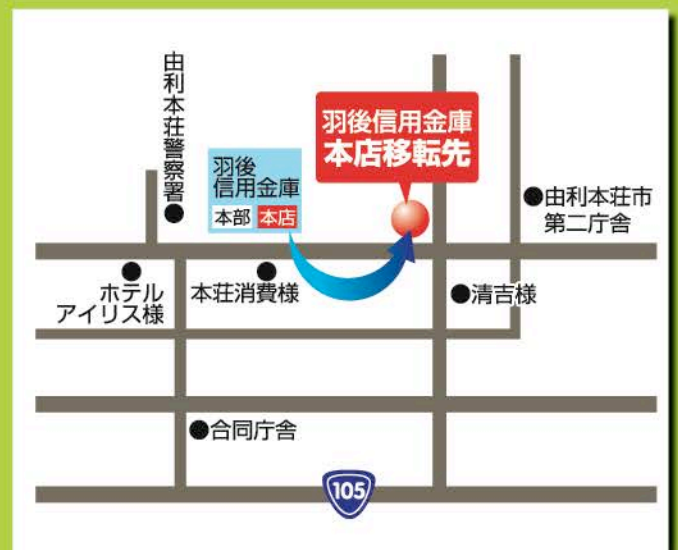 由利本荘警察署
羽後
信用金庫
本部 本店
羽後信用金庫
本店移転先
●由利本荘市
第二庁舎
ホテル
アイリス様
本荘消費様
●清吉様
●合同庁舎
105